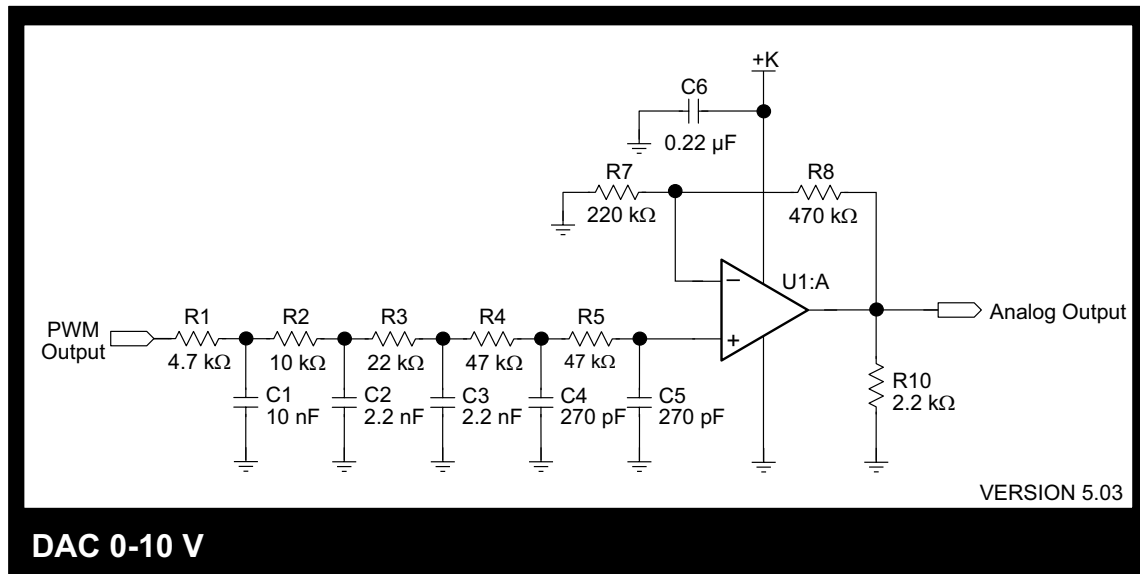 +K
C6
0.22 µF
R7
220 kΩ
R8
470 kΩ
U1:A
−
+
PWM
Output
R1
4.7 kΩ
R2
10 kΩ
R3
22 kΩ
R4
47 kΩ
R5
47 kΩ
Analog Output
C1
10 nF
C2
2.2 nF
C3
2.2 nF
C4
270 pF
C5
270 pF
R10
2.2 kΩ
VERSION 5.03
DAC 0-10 V